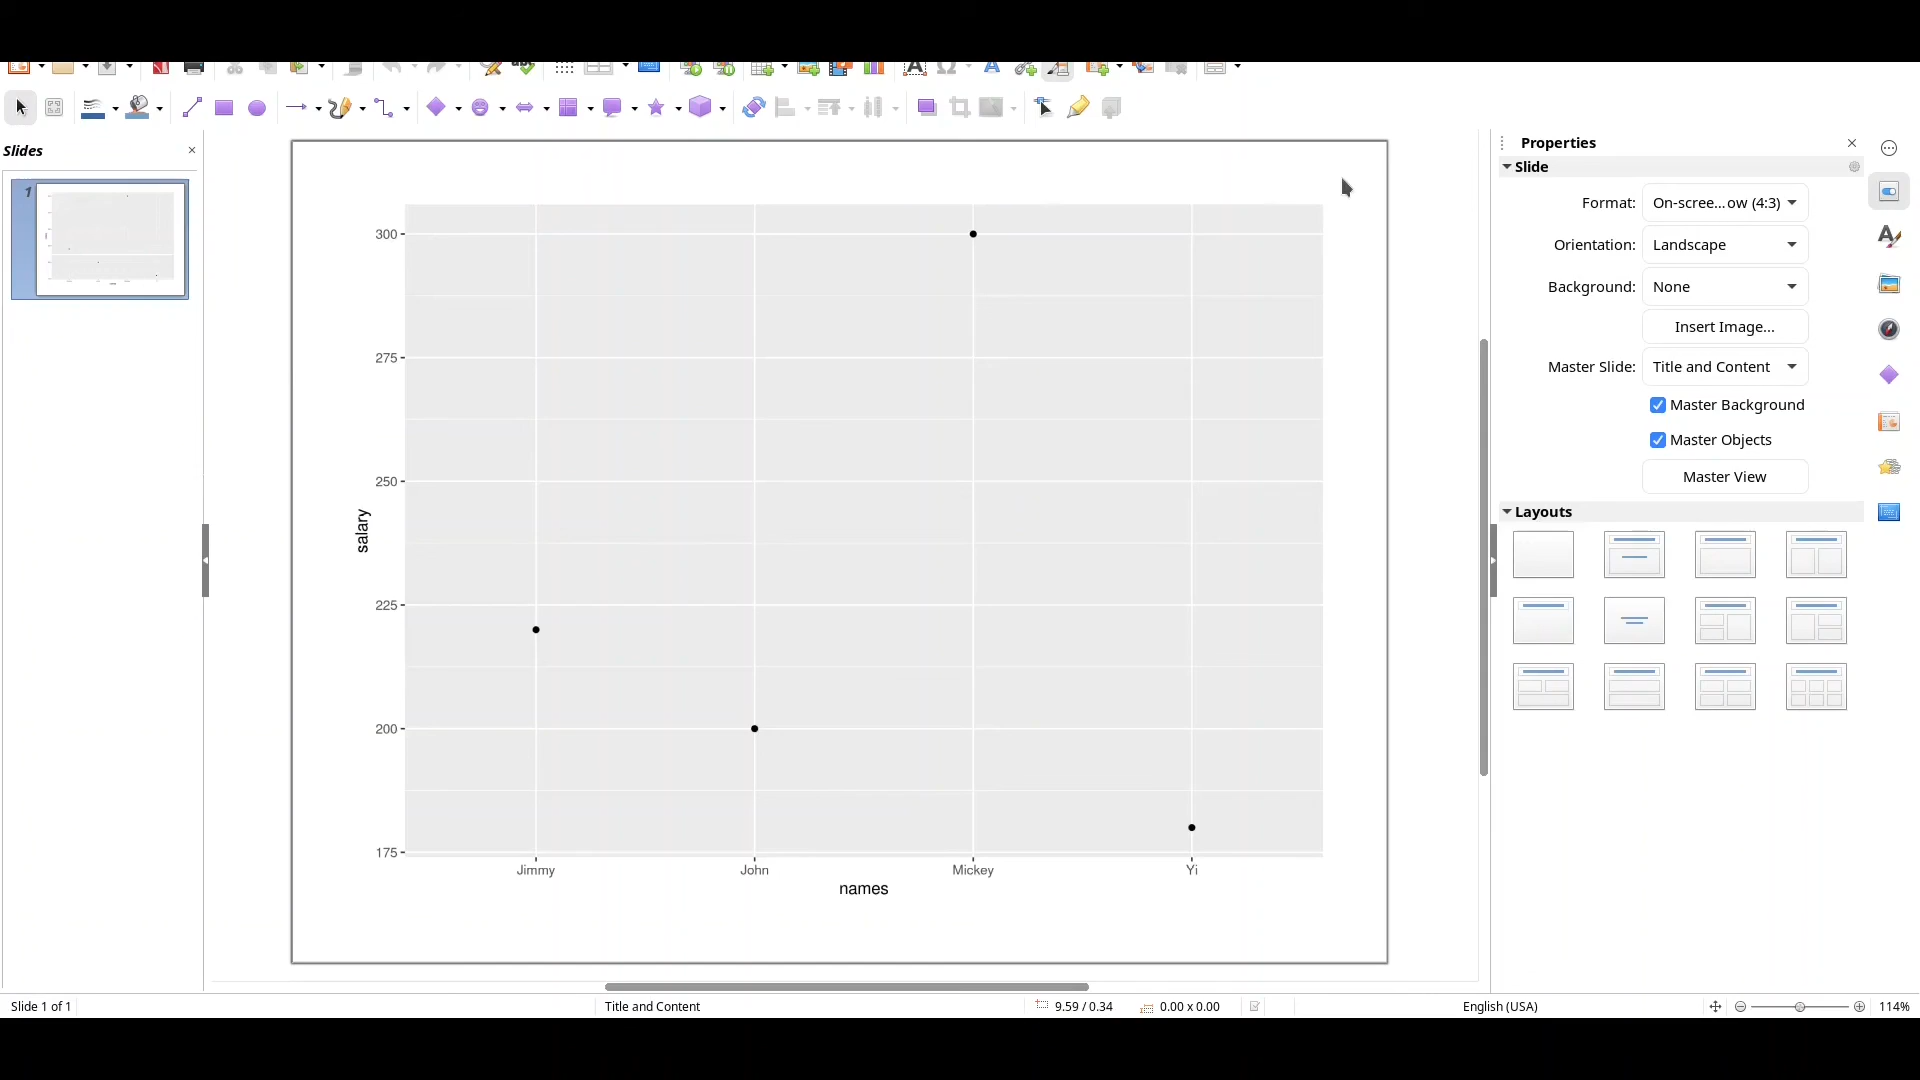 Slides
1
300
275
250
225
200
175
salary
Jimmy
John
Mickey
Yi
names
Properties
Slide
Format:
On-scree...ow (4:3)
Orientation:
Landscape
Background:
None
Insert Image...
Master Slide:
Title and Content
Master Background
Master Objects
Master View
Layouts
Slide 1 of 1
Title and Content
9.59 / 0.34
0.00 x 0.00
English (USA)
114%